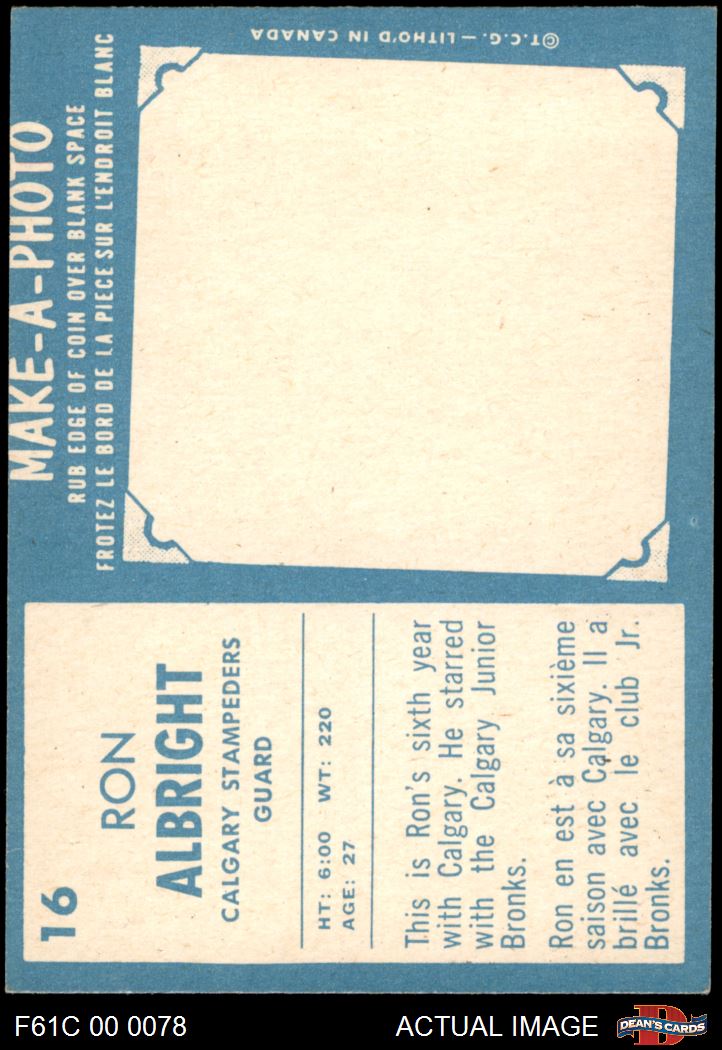 16
RON
ALBRIGHT
CALGARY STAMPEDERS
GUARD
HT: 6:00 WT: 220
AGE: 27
This is Ron's sixth year
with Calgary. He starred
with the Calgary Junior
Bronks.
Ron en est à sa sixième
saison avec Calgary. Il a
brillé avec le club Jr.
Bronks.
MAKE-A-PHOTO
RUB EDGE OF COIN OVER BLANK SPACE
FROTEZ LE BORD DE LA PIECE SUR L'ENDROIT BLANC
©T.C.G. — LITHO'D IN CANADA
F61C 00 0078
ACTUAL IMAGE
D
DEAN'S CARDS